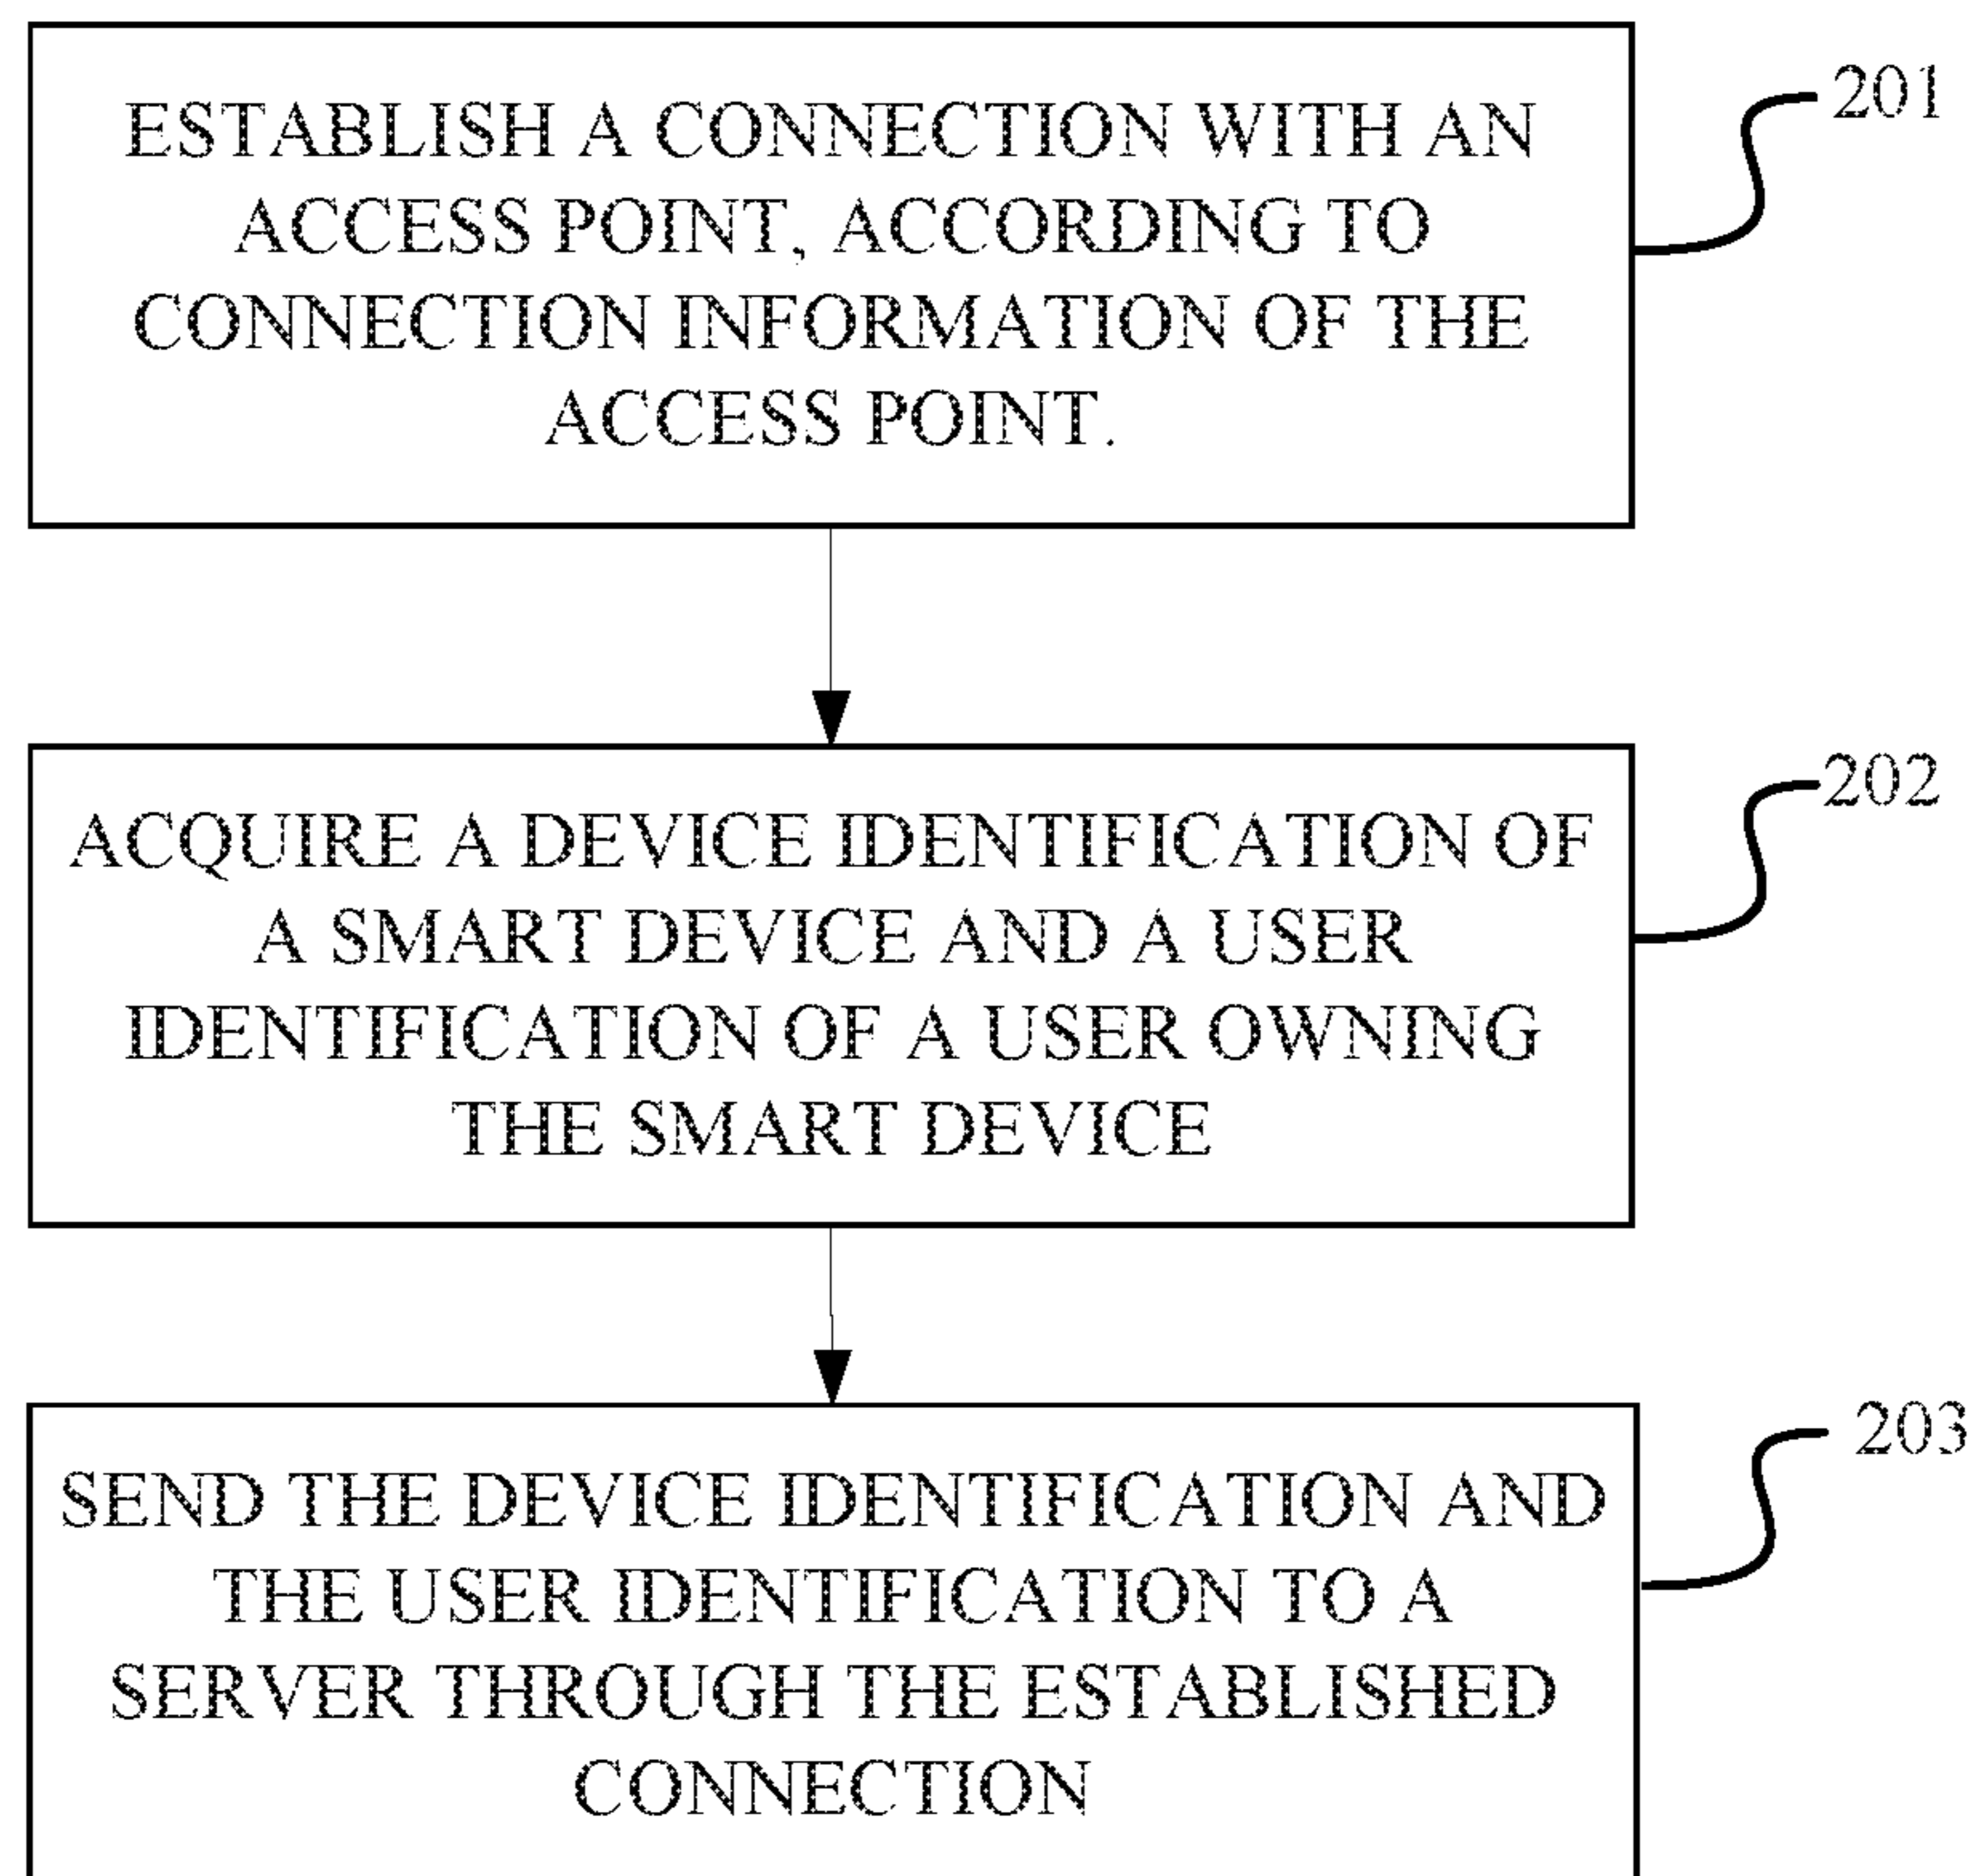 ESTABLISH A CONNECTION WITH AN
ACCESS POINT, ACCORDING TO
CONNECTION INFORMATION OF THE
ACCESS POINT.
201
ACQUIRE A DEVICE IDENTIFICATION OF
A SMART DEVICE AND A USER
IDENTIFICATION OF A USER OWNING
THE SMART DEVICE
202
SEND THE DEVICE IDENTIFICATION AND
THE USER IDENTIFICATION TO A
SERVER THROUGH THE ESTABLISHED
CONNECTION
203